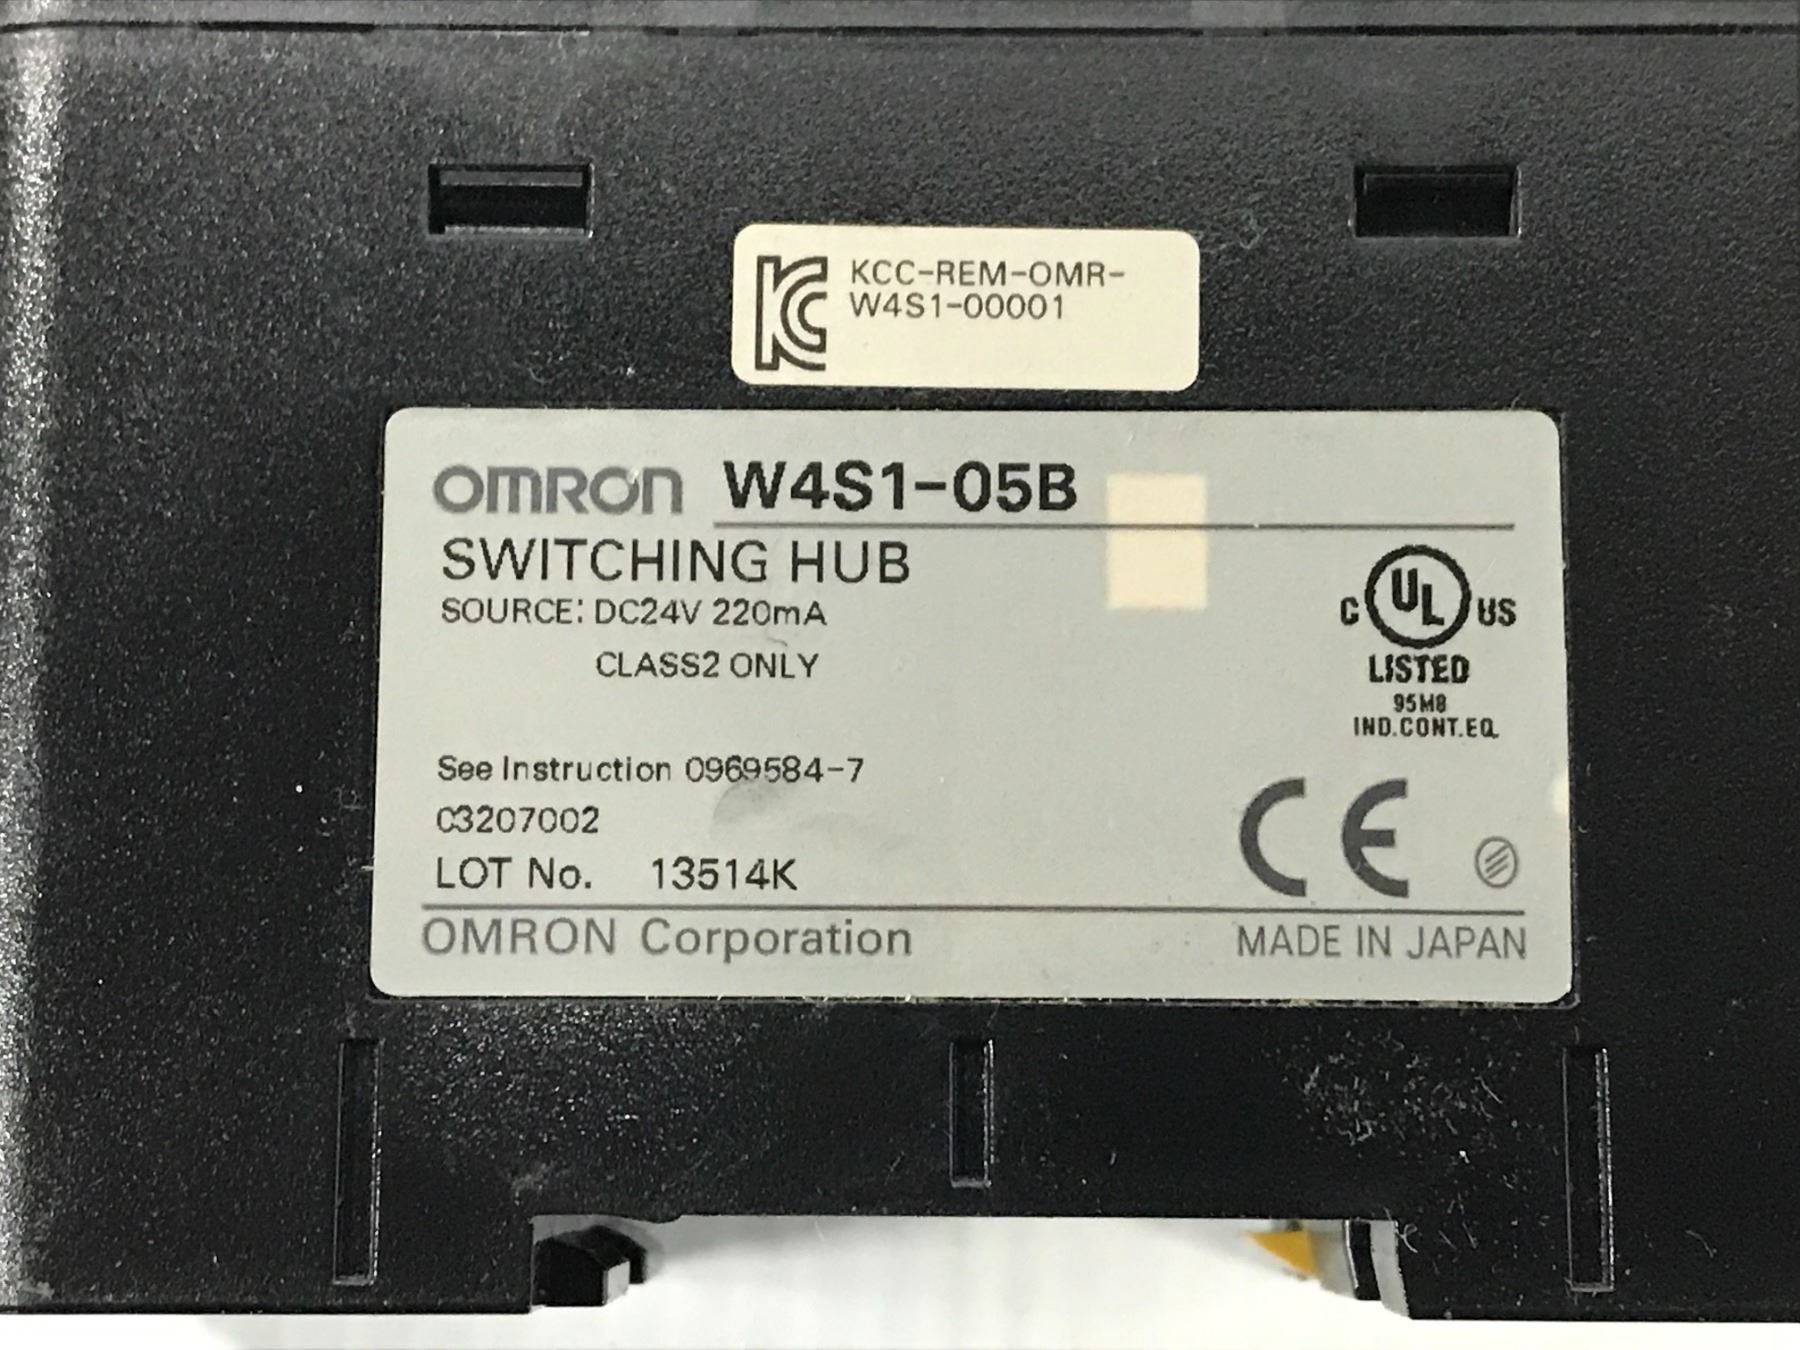 KCC-REM-OMR-
W4S1-00001
OMRON W4S1-05B
SWITCHING HUB
SOURCE: DC24V 220mA
CLASS2 ONLY
C UL US
LISTED
95M8
IND.CONT.EQ.
See Instruction 0969584-7
C3207002
LOT No. 13514K
CE
OMRON Corporation MADE IN JAPAN